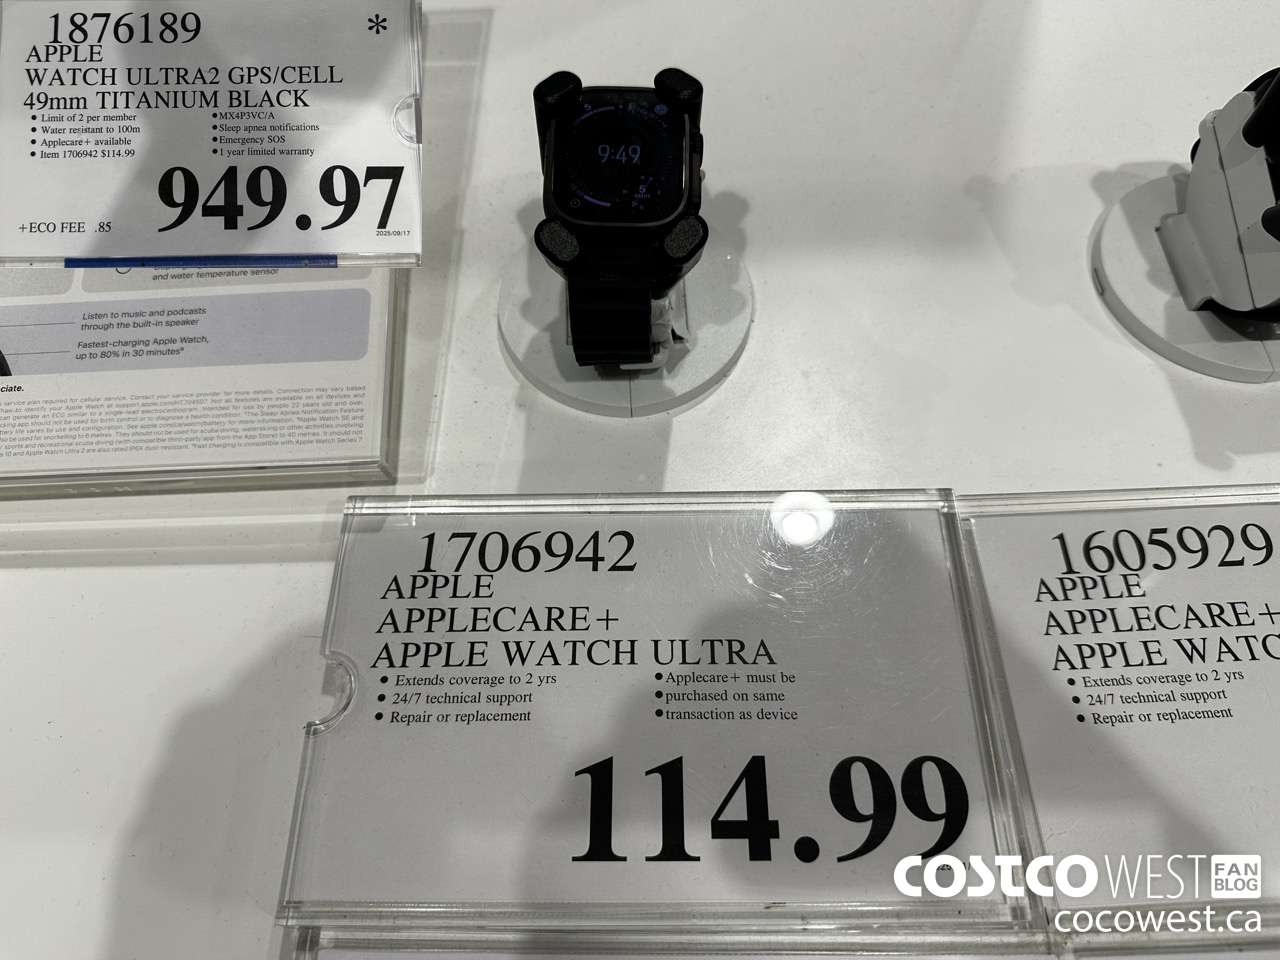 1876189
*
APPLE
WATCH ULTRA2 GPS/CELL
49mm TITANIUM BLACK
• Limit of 2 per member
• Water resistant to 100m
• Applecare+ available
• Item 1706942 $114.99
•MX4P3VC/A
•Sleep apnea notifications
•Emergency SOS
•1 year limited warranty
949.97
+ECO FEE .85
2025/09/17
and water temperature sensor
Listen to music and podcasts
through the built-in speaker
Fastest-charging Apple Watch,
up to 80% in 30 minutes
ciate.
9:49
1706942
APPLE
APPLECARE+
APPLE WATCH ULTRA
• Extends coverage to 2 yrs
• 24/7 technical support
• Repair or replacement
•Applecare+ must be
•purchased on same
•transaction as device
114.99
1605929
APPLE
APPLECARE+
APPLE WATC
• Extends coverage to 2 yrs
• 24/7 technical support
• Repair or replacement
COSTCO WEST FAN BLOG
cocowest.ca